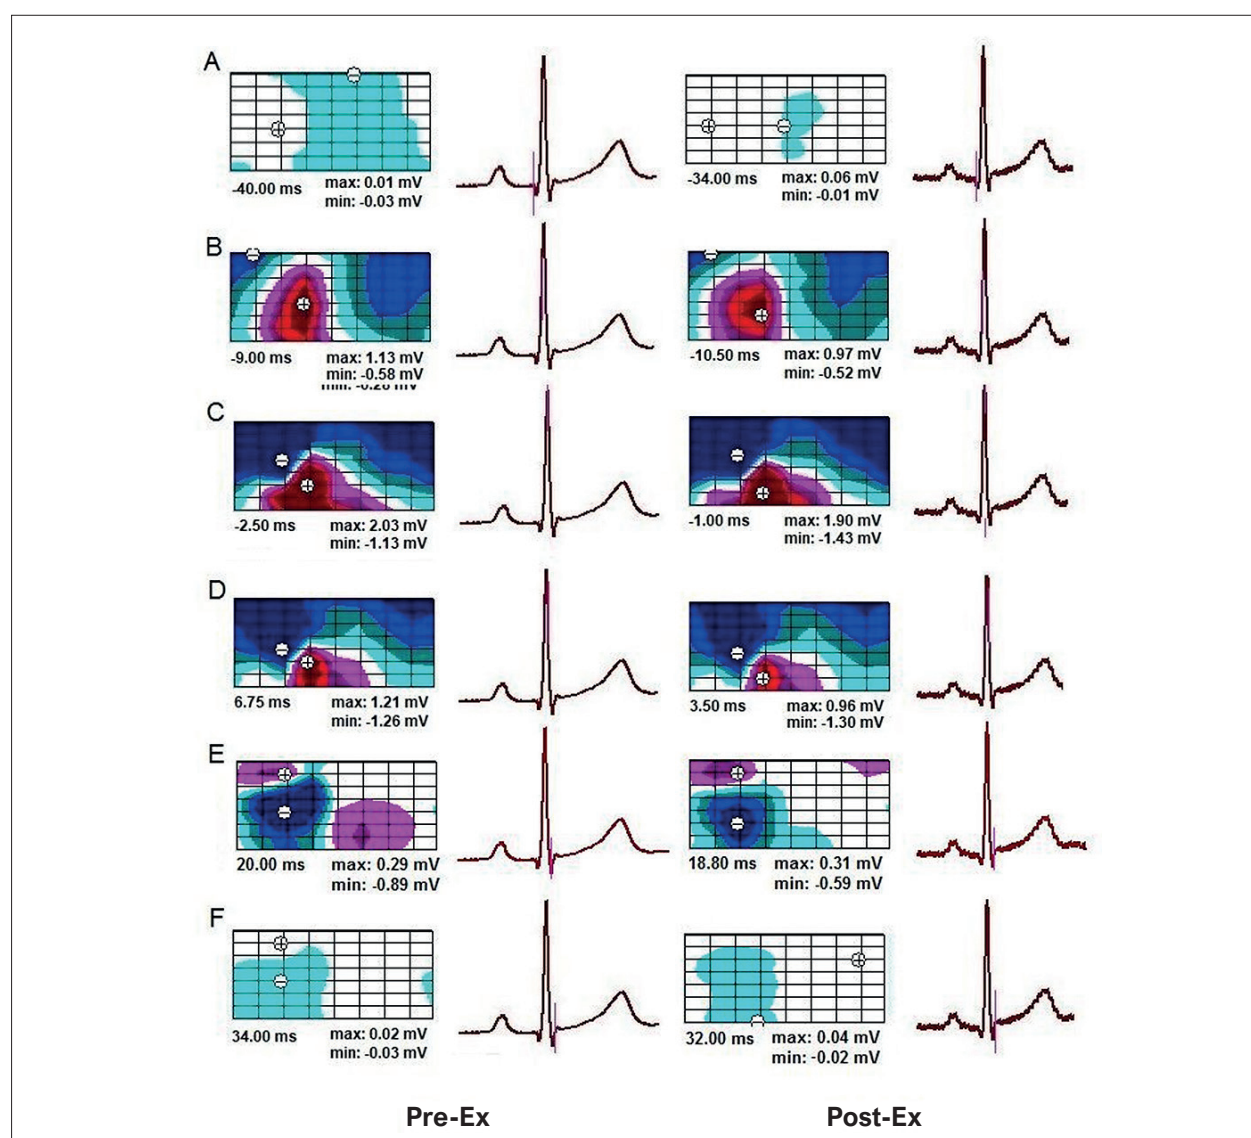 A
-40.00 ms
max: 0.01 mV
min: -0.03 mV
-34.00 ms
max: 0.06 mV
min: -0.01 mV
B
-9.00 ms
max: 1.13 mV
min: -0.58 mV
-10.50 ms
max: 0.97 mV
min: -0.52 mV
C
-2.50 ms
max: 2.03 mV
min: -1.13 mV
-1.00 ms
max: 1.90 mV
min: -1.43 mV
D
6.75 ms
max: 1.21 mV
min: -1.26 mV
3.50 ms
max: 0.96 mV
min: -1.30 mV
E
20.00 ms
max: 0.29 mV
min: -0.89 mV
18.80 ms
max: 0.31 mV
min: -0.59 mV
F
34.00 ms
max: 0.02 mV
min: -0.03 mV
32.00 ms
max: 0.04 mV
min: -0.02 mV
Pre-Ex
Post-Ex